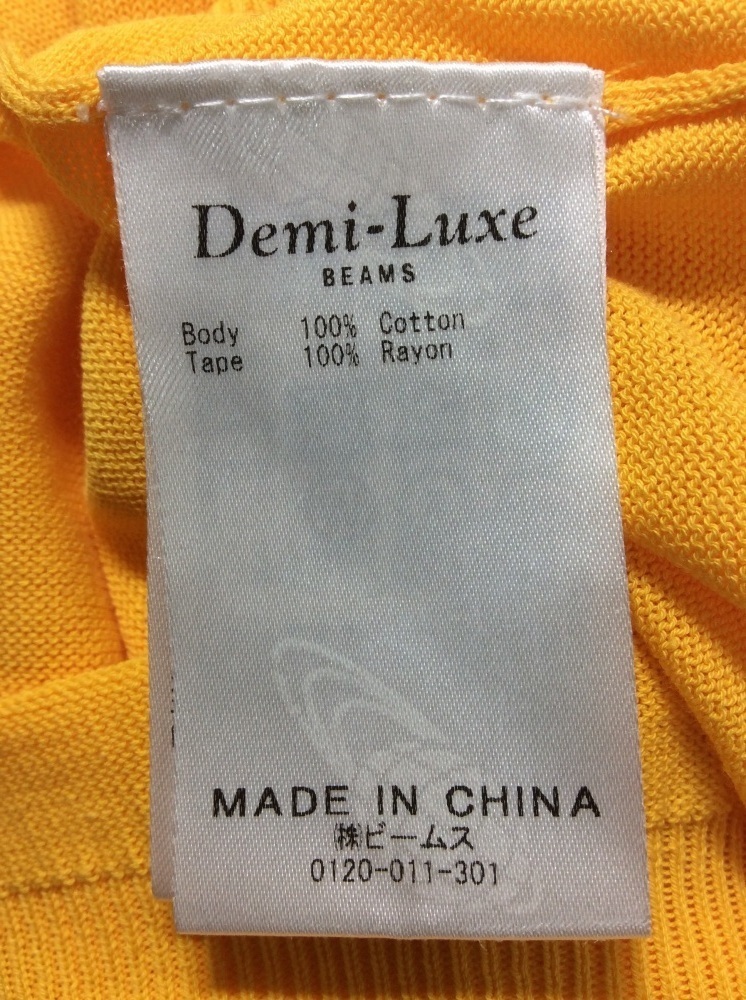 Demi-Luxe
BEAMS
Body 100% Cotton
Tape 100% Rayon
MADE IN CHINA
㈱ビームス
0120-011-301